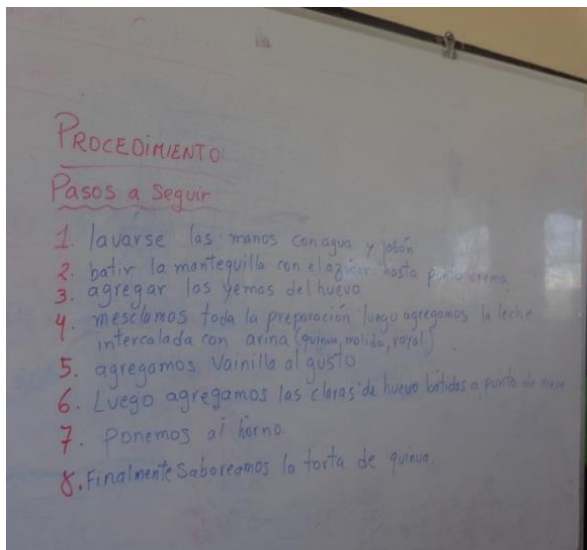 PROCEDIMIENTO
Pasos a Seguir
1. lavarse las manos con agua y jabón
2. batir la mantequilla con el azúcar hasta punto crema
3. agregar las yemas del huevo
4. mesclamos toda la preparación luego agregamos la leche
intercalada con arina (quinua, molida, royal)
5. agregamos Vainilla al gusto
6. Luego agregamos las claras de huevo batidas a punto de nieve
7. ponemos al horno.
8. Finalmente Saboreamos la torta de quinua.